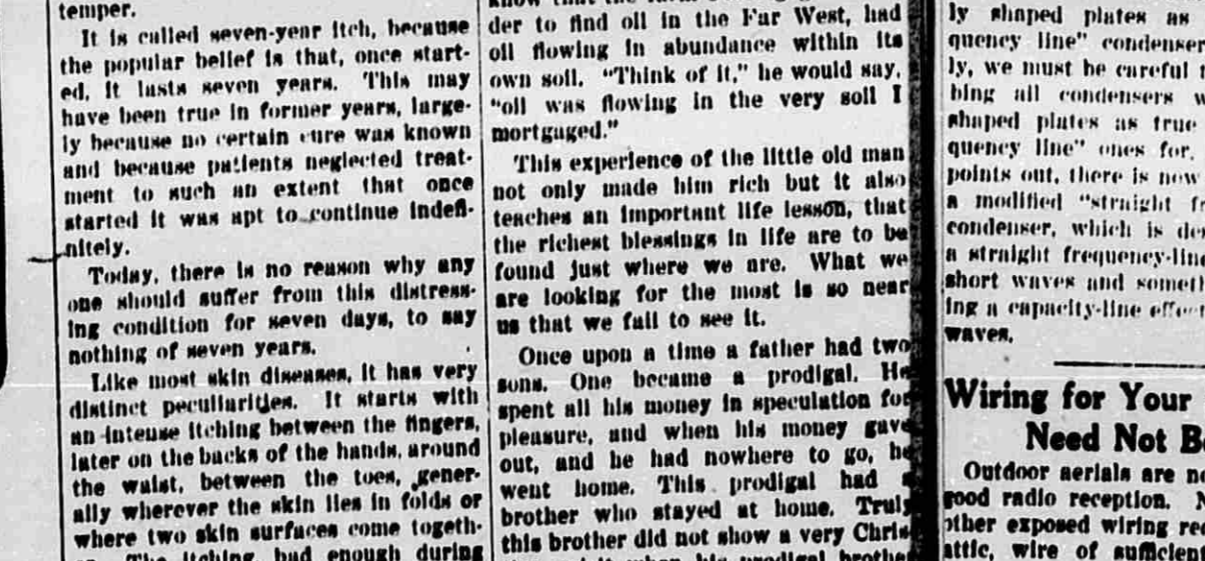 temper.
It is called seven-year itch, because
the popular belief is that, once start-
ed, it lasts seven years. This may
have been true in former years, large-
ly because no certain cure was known
and because patients neglected treat-
ment to such an extent that once
started it was apt to continue indefi-
nitely.
Today, there is no reason why any
one should suffer from this distress-
ing condition for seven days, to say
nothing of seven years.
Like most skin diseases, it has very
distinct peculiarities. It starts with
an intense itching between the fingers,
later on the backs of the hands, around
the waist, between the toes, gener-
ally wherever the skin lies in folds or
where two skin surfaces come togeth-
The itching, bad enough during
der to find oil in the Far West, had
oil flowing in abundance within its
own soil. "Think of it," he would say,
"oil was flowing in the very soil I
mortgaged."
This experience of the little old man
not only made him rich but it also
teaches an important life lesson, that
the richest blessings in life are to be
found just where we are. What we
are looking for the most is so near
us that we fail to see it.
Once upon a time a father had two
sons. One became a prodigal. He
spent all his money in speculation for
pleasure, and when his money gave
out, and he had nowhere to go, he
went home. This prodigal had a
brother who stayed at home. Truly
this brother did not show a very Chris-
his prodigal brother
ly shaped plates as
quency line" condenser
ly, we must be careful
bing all condensers
shaped plates as true
quency line" ones for,
points out, there is now
a modified "straight
condenser, which is
a straight frequency-line
short waves and
ing a capacity-line effect
waves.
Wiring for Your
Need Not
Outdoor aerials are
good radio reception.
other exposed wiring
attic, wire of